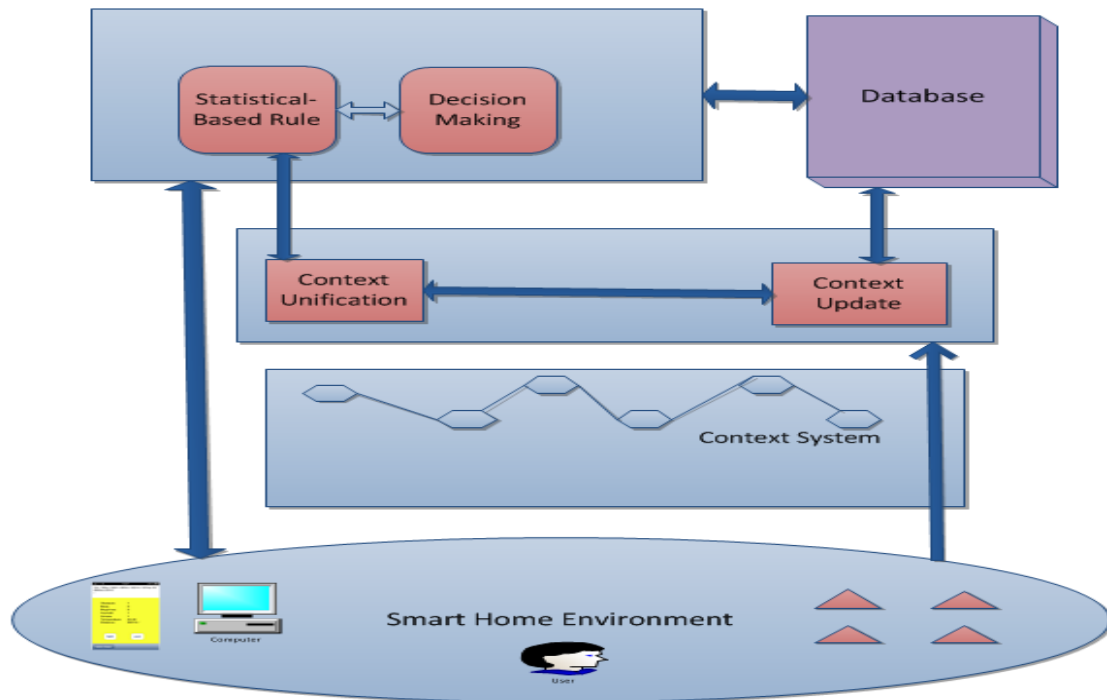 Statistical-
Based Rule
Decision
Making
Database
Context
Unification
Context
Update
Context System
Smart Home Environment
Computer
User